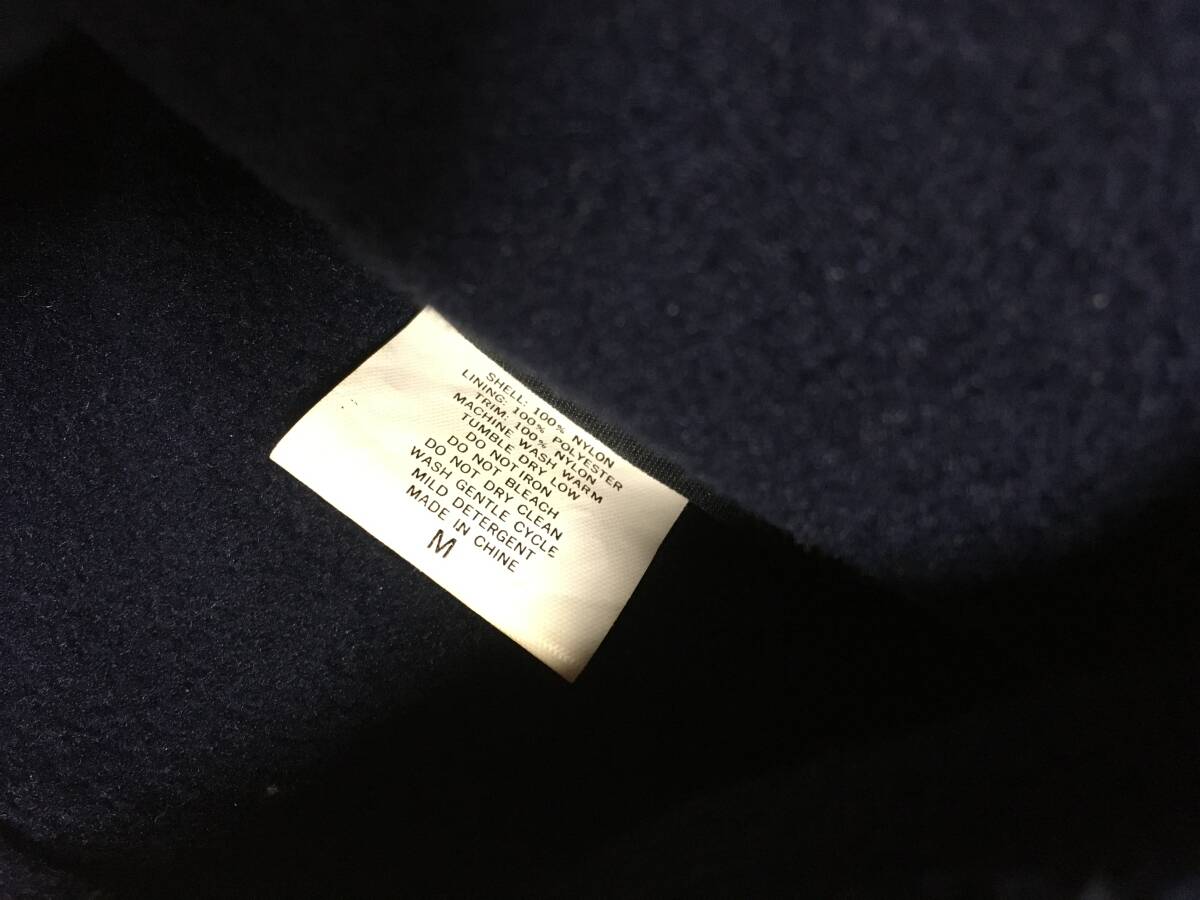 SHELL: 100% NYLON
LINING: 100% POLYESTER
TRIM: 100% NYLON
MACHINE WASH WARM
TUMBLE DRY LOW
DO NOT IRON
DO NOT BLEACH
DO NOT DRY CLEAN
WASH GENTLE CYCLE
MILD DETERGENT
MADE IN CHINE
M